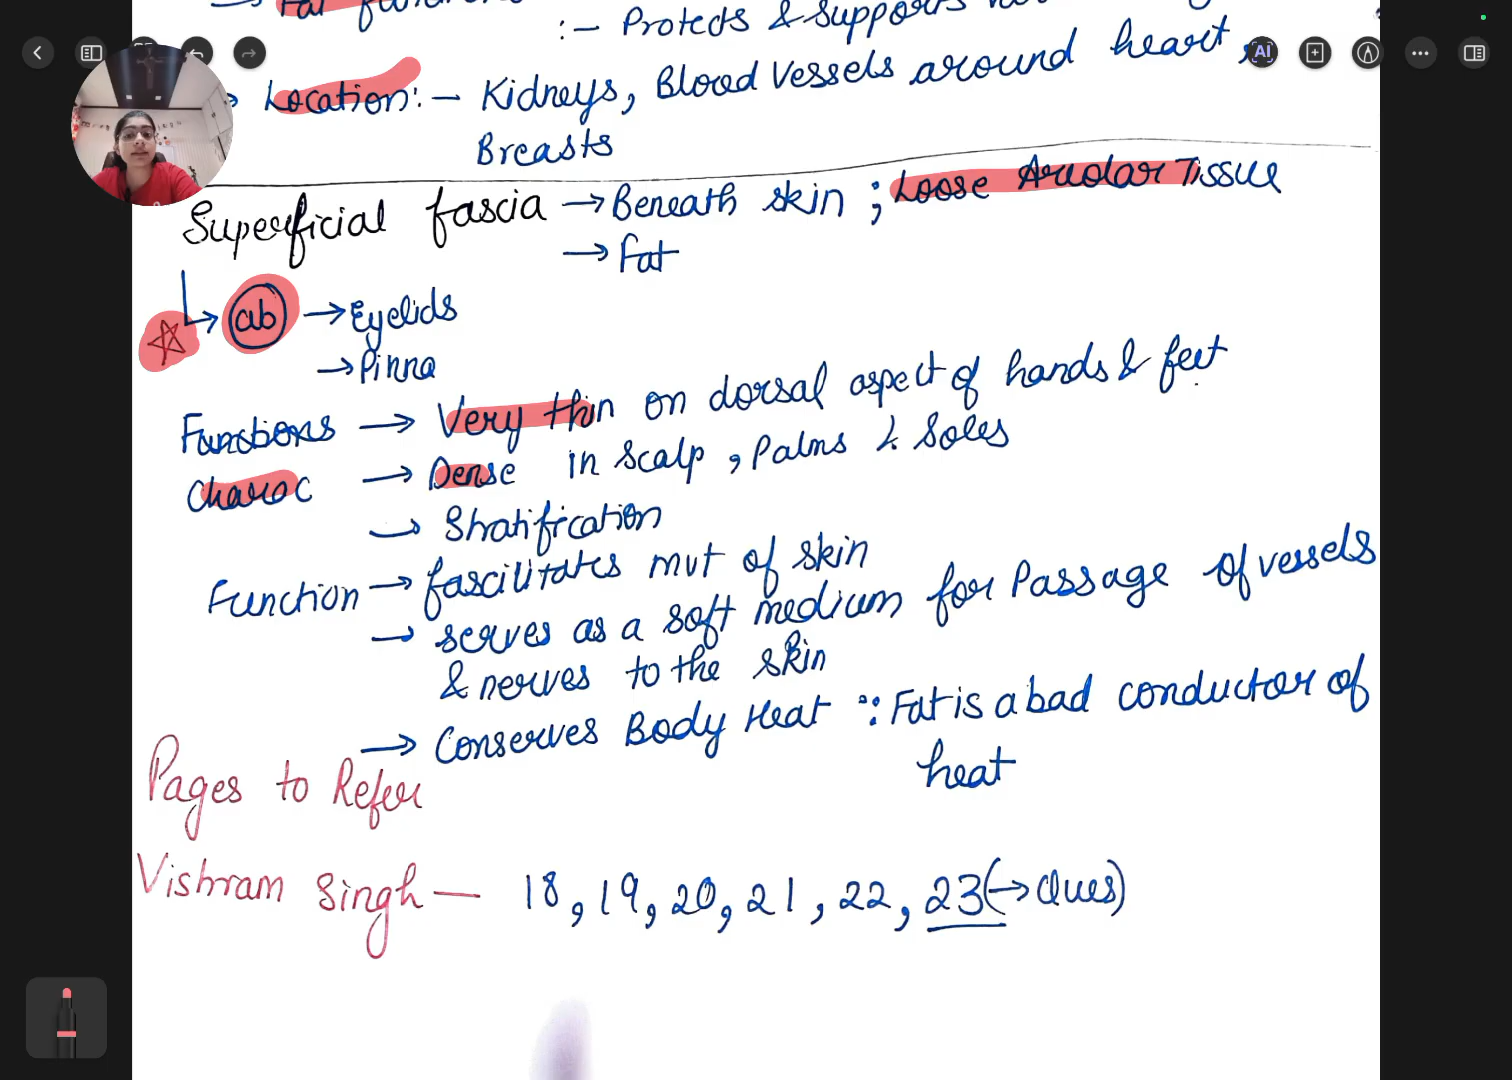 :- Protects & Supports
Location:- Kidneys, Blood Vessels around heart,
Breasts
Superficial fascia → Beneath skin ; Loose Areolar Tissue
→ Fat
↳ ab → Eyelids
→ Pinna
Functions → Very thin on dorsal aspect of hands & feet
Charac → Dense in scalp, Palms & Soles
→ Stratification
Function → fascilitates mvt of skin
→ serves as a soft medium for Passage of vessels
& nerves to the skin
→ Conserves Body Heat ∵ Fat is a bad conductor of
heat
Pages to Refer
Vishram Singh — 18, 19, 20, 21, 22, 23 (→ Ques)
AI